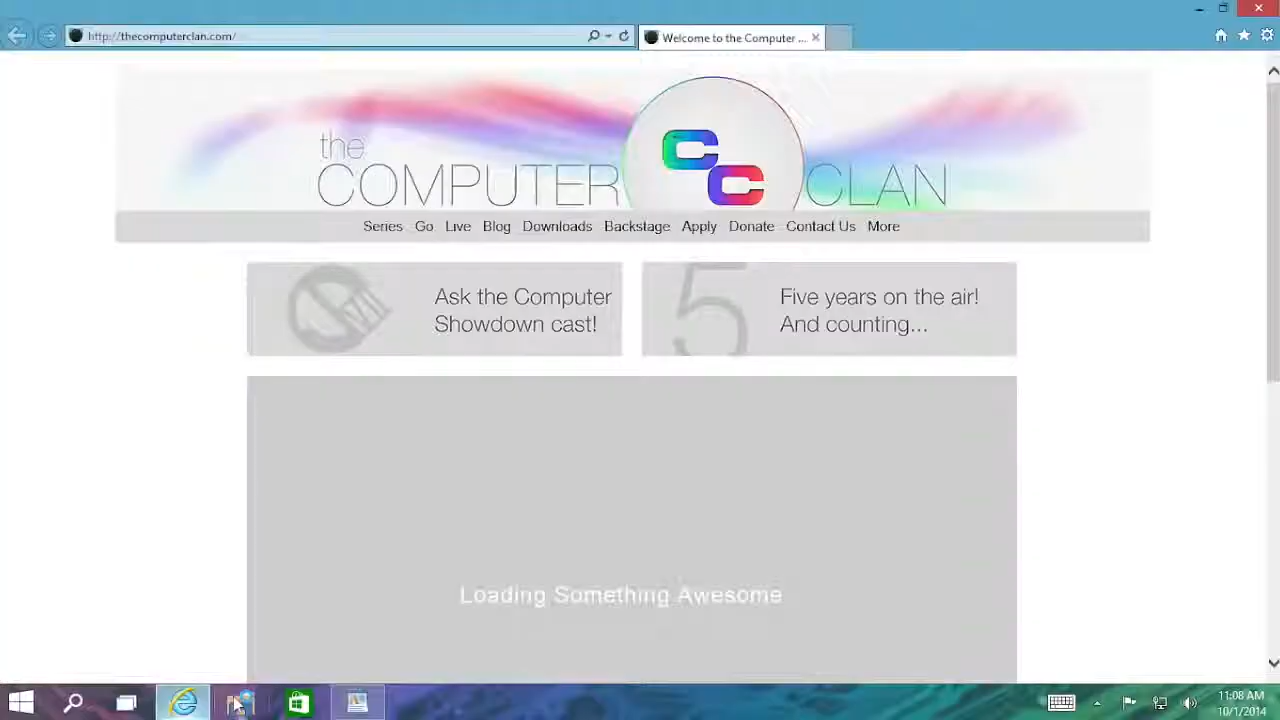 http://thecomputerclan.com/
Welcome to the Computer ...
the
COMPUTER CC CLAN
Series Go Live Blog Downloads Backstage Apply Donate Contact Us More
Ask the Computer
Showdown cast!
5
Five years on the air!
And counting...
Loading Something Awesome
11:08 AM
10/1/2014